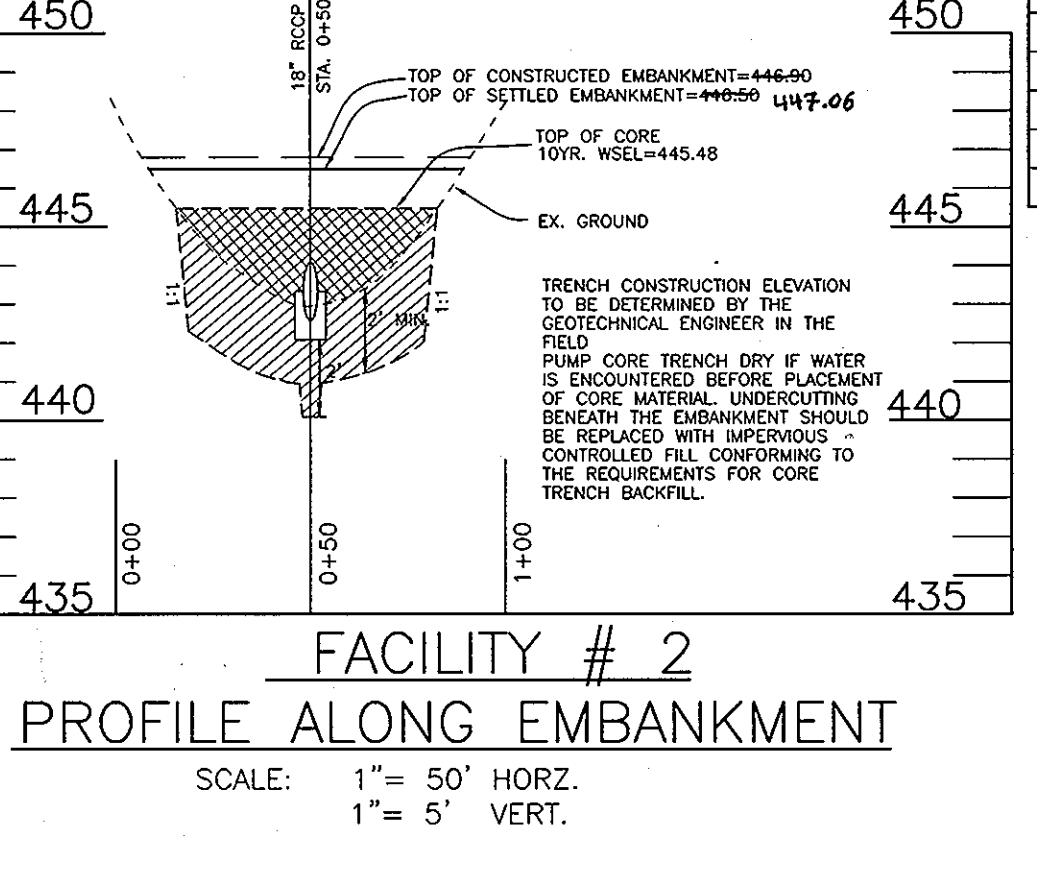 450
450
18" RCCP
STA. 0+50
TOP OF CONSTRUCTED EMBANKMENT=446.90
TOP OF SETTLED EMBANKMENT=446.50 447.06
TOP OF CORE
10YR. WSEL=445.48
445
445
EX. GROUND
1:1
1:1
2' MIN.
2'
TRENCH CONSTRUCTION ELEVATION
TO BE DETERMINED BY THE
GEOTECHNICAL ENGINEER IN THE
FIELD
PUMP CORE TRENCH DRY IF WATER
IS ENCOUNTERED BEFORE PLACEMENT
OF CORE MATERIAL. UNDERCUTTING
BENEATH THE EMBANKMENT SHOULD
BE REPLACED WITH IMPERVIOUS
CONTROLLED FILL CONFORMING TO
THE REQUIREMENTS FOR CORE
TRENCH BACKFILL.
440
440
0+00
0+50
1+00
435
435
FACILITY # 2
PROFILE ALONG EMBANKMENT
SCALE: 1"= 50' HORZ.
1"= 5' VERT.